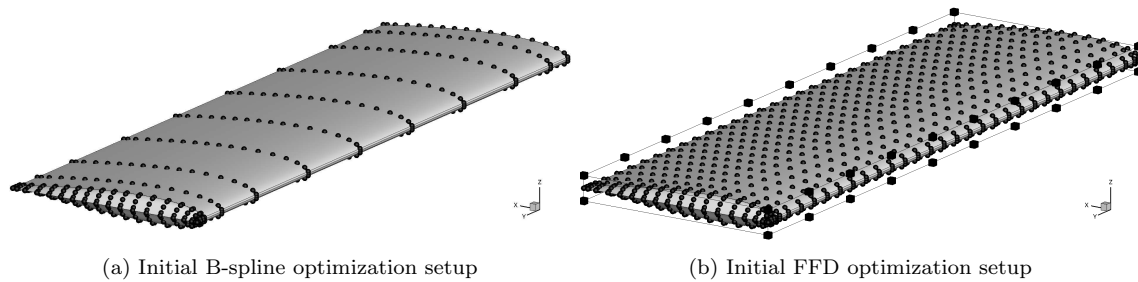 Z
X
Y
Z
X
Y
(a) Initial B-spline optimization setup
(b) Initial FFD optimization setup